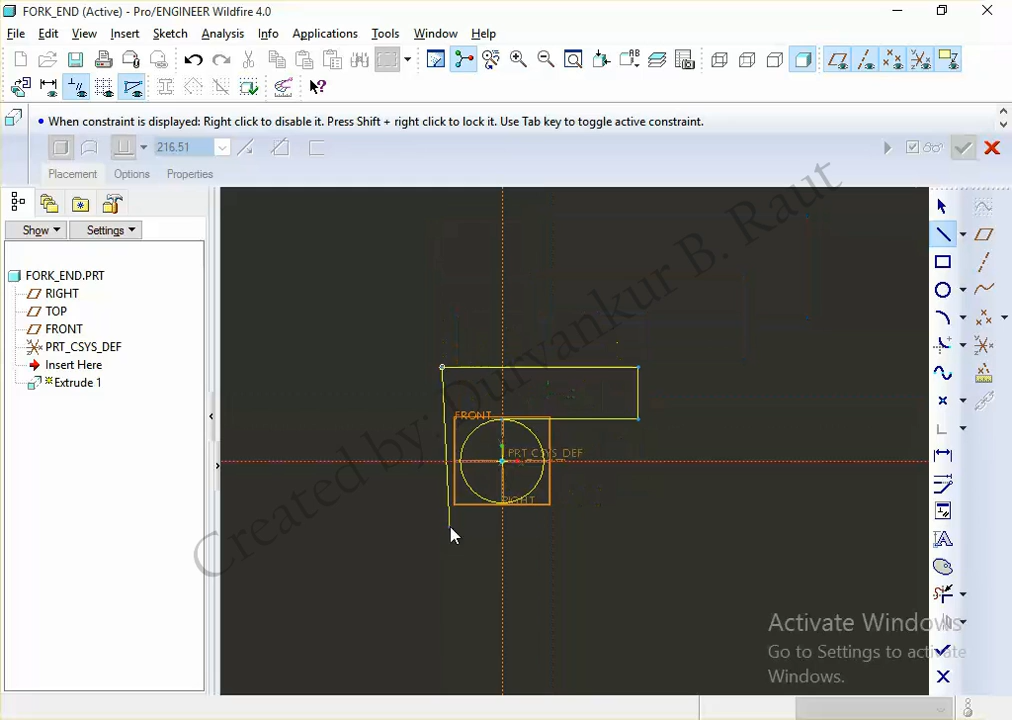 FORK_END (Active) - Pro/ENGINEER Wildfire 4.0
File Edit View Insert Sketch Analysis Info Applications Tools Window Help
When constraint is displayed: Right click to disable it. Press Shift + right click to lock it. Use Tab key to toggle active constraint.
216.51
Placement Options Properties
Show Settings
FORK_END.PRT
RIGHT
TOP
FRONT
PRT_CSYS_DEF
Insert Here
Extrude 1
FRONT
PRT_CSYS_DEF
RIGHT
Created by: Duryankur B. Raut
Activate Windows
Go to Settings to activate
Windows.